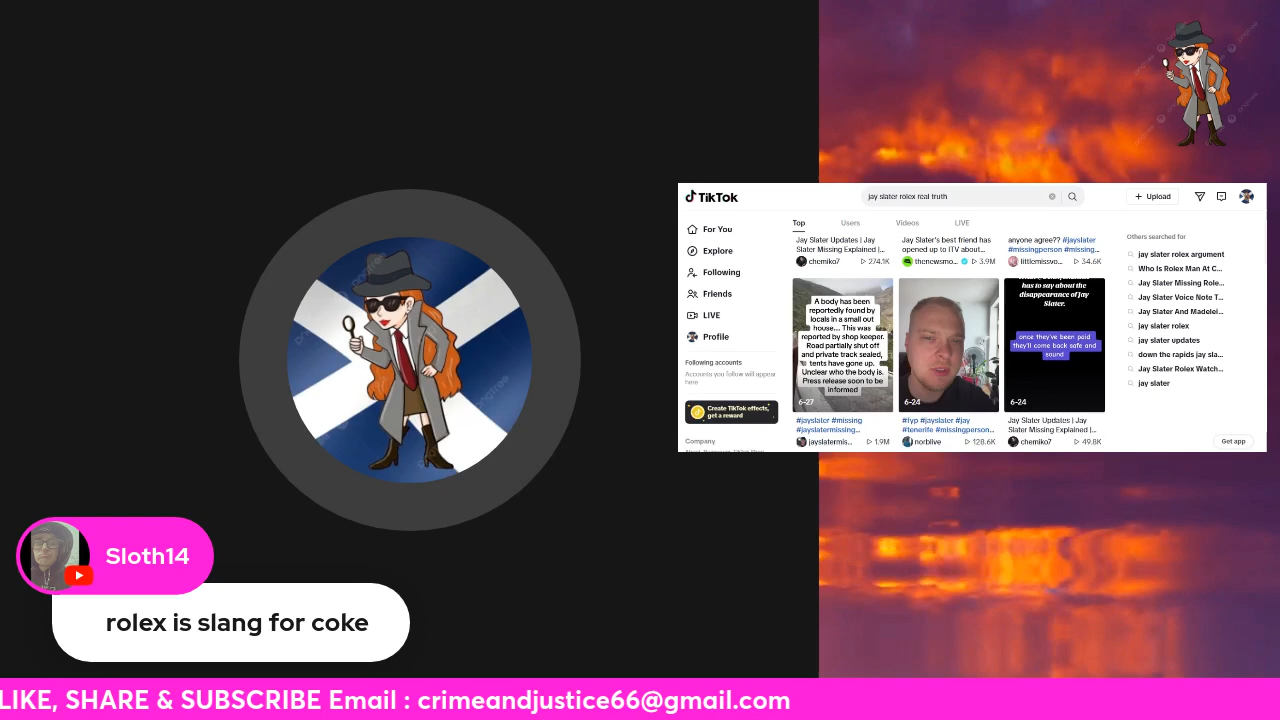 TikTok
jay slater rolex real truth
Upload
For You
Explore
Following
Friends
LIVE
Profile
Following accounts
Accounts you follow will appear
here
Create TikTok effects,
get a reward
Company
Top
Users
Videos
LIVE
Jay Slater Updates | Jay
Slater Missing Explained |...
chemiko7
274.1K
Jay Slater's best friend has
opened up to ITV about...
thenewsmo...
3.9M
anyone agree?? #jayslater
#missingperson #missing...
littlemissvo...
34.6K
A body has been
reportedly found by
locals in a small out
house... This was
reported by shop keeper.
Road partially shut off
and private track sealed,
tents have gone up.
Unclear who the body is.
Press release soon to be
informed
6-27
#jayslater #missing
#jayslatermissing...
jayslatermis...
1.9M
6-24
#fyp #jayslater #jay
#tenerife #missingperson...
norblive
128.6K
has to say about the
disappearance of Jay
Slater.
once they've been paid
they'll come back safe and
sound
6-24
Jay Slater Updates | Jay
Slater Missing Explained |...
chemiko7
49.8K
Others searched for
jay slater rolex argument
Who Is Rolex Man At C...
Jay Slater Missing Role...
Jay Slater Voice Note T...
Jay Slater And Madelei...
jay slater rolex
jay slater updates
down the rapids jay sla...
Jay Slater Rolex Watch...
jay slater
Get app
Sloth14
rolex is slang for coke
LIKE, SHARE & SUBSCRIBE Email : crimeandjustice66@gmail.com